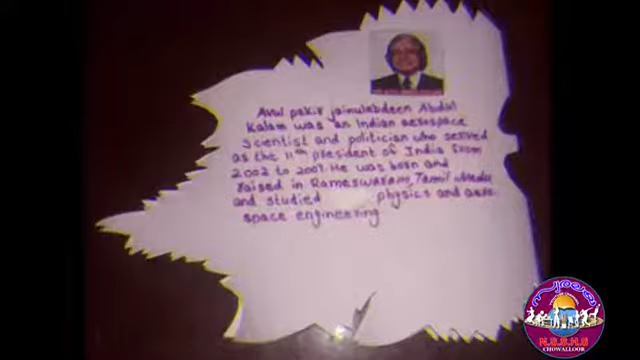 Avul pakir jainulabdeen Abdul
Kalam was an Indian aerospace
scientist and politician who served
as the 11th president of India from
2002 to 2007. He was born and
raised in Rameswaram, Tamil Nadu
and studied physics and aero-
space engineering
സ്വരലയ
N.S.S.H.S
CHOWALLOOR